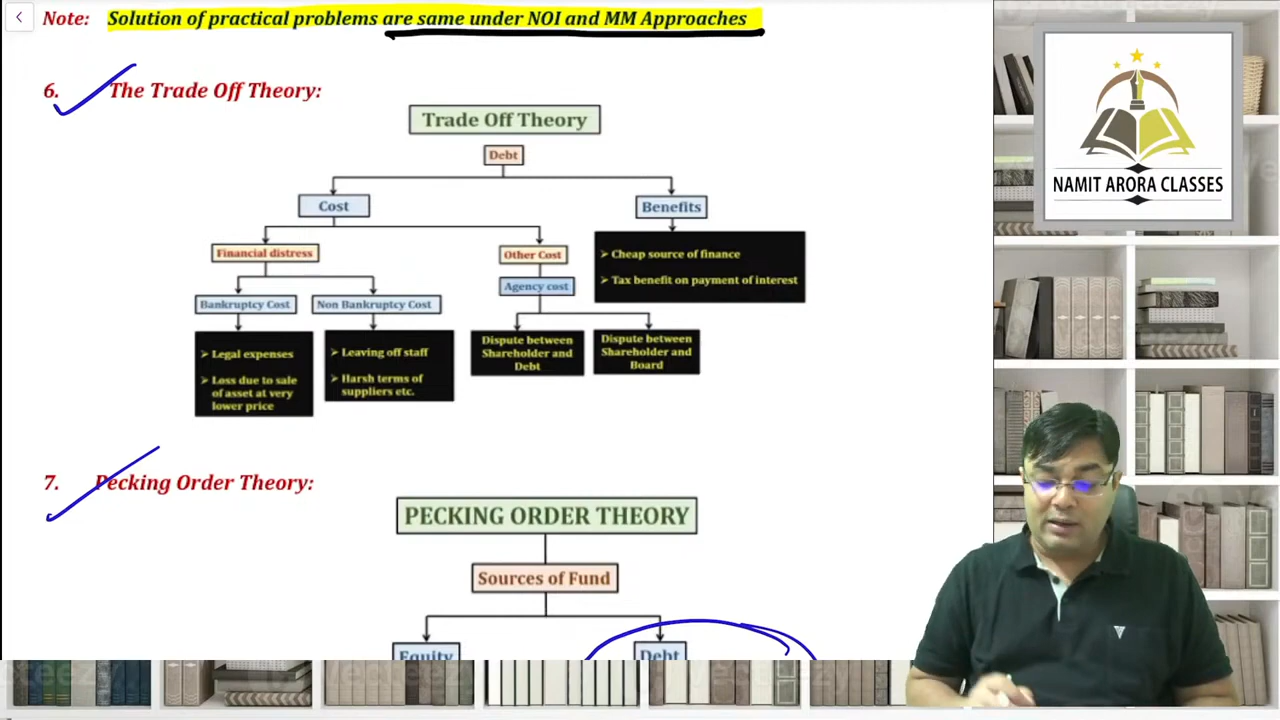 Note: Solution of practical problems are same under NOI and MM Approaches
6. The Trade Off Theory:
Trade Off Theory
Debt
Cost
Benefits
Financial distress
Other Cost
Agency cost
➢ Cheap source of finance
➢ Tax benefit on payment of interest
Bankruptcy Cost
Non Bankruptcy Cost
➢ Legal expenses
➢ Loss due to sale
of asset at very
lower price
➢ Leaving off staff
➢ Harsh terms of
suppliers etc.
Dispute between
Shareholder and
Debt
Dispute between
Shareholder and
Board
7. Pecking Order Theory:
PECKING ORDER THEORY
Sources of Fund
Equity
Debt
NAMIT ARORA CLASSES